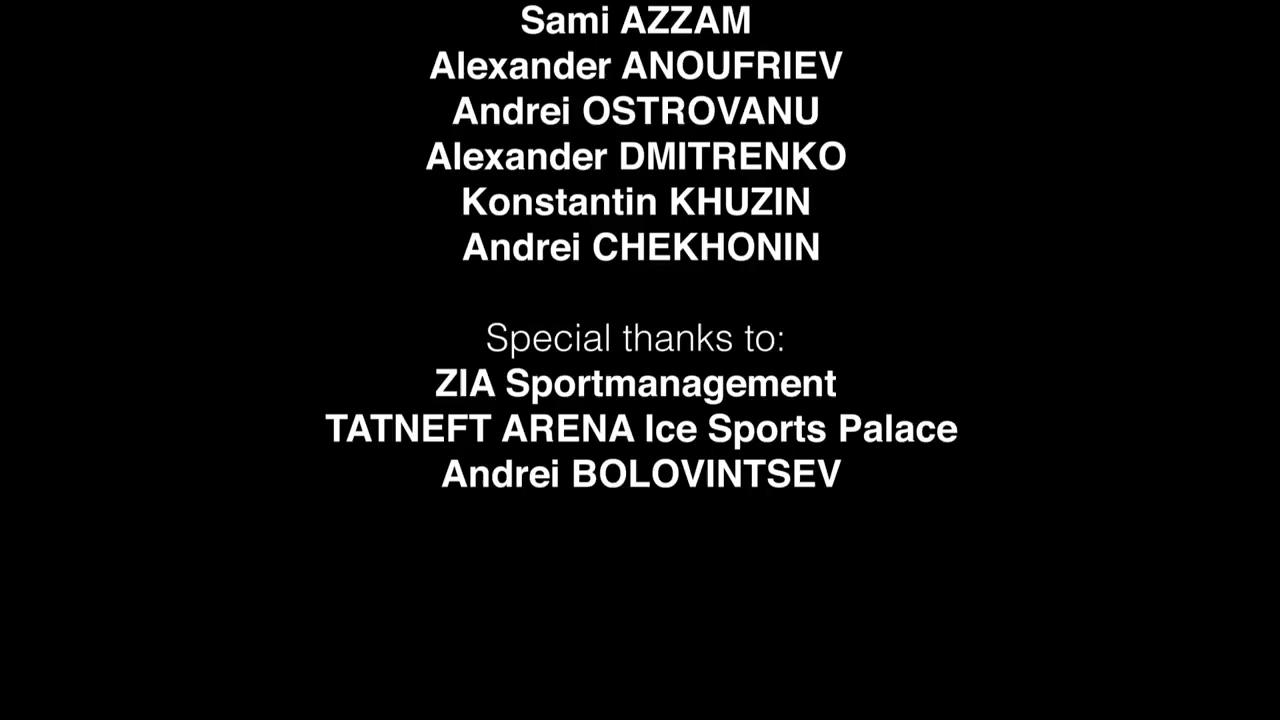 Sami AZZAM
Alexander ANOUFRIEV
Andrei OSTROVANU
Alexander DMITRENKO
Konstantin KHUZIN
Andrei CHEKHONIN
Special thanks to:
ZIA Sportmanagement
TATNEFT ARENA Ice Sports Palace
Andrei BOLOVINTSEV